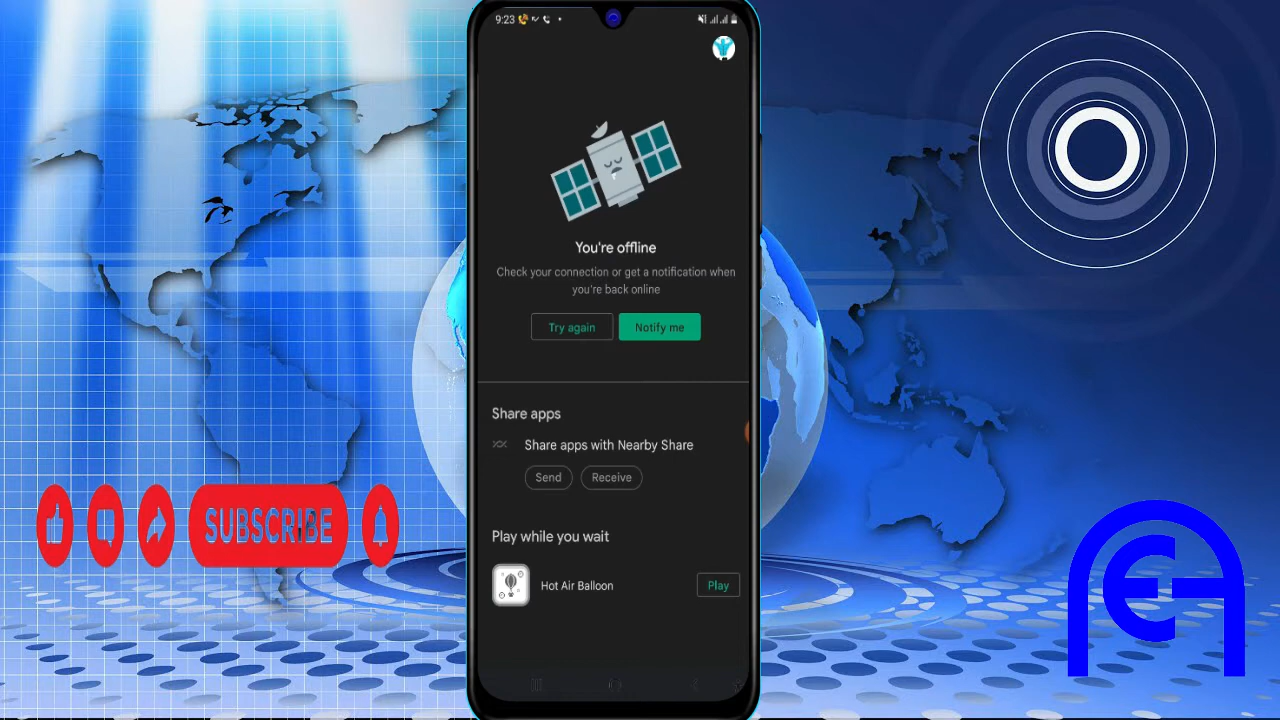 9:23
You're offline
Check your connection or get a notification when
you're back online
Try again
Notify me
Share apps
Share apps with Nearby Share
Send
Receive
Play while you wait
Hot Air Balloon
Play
SUBSCRIBE